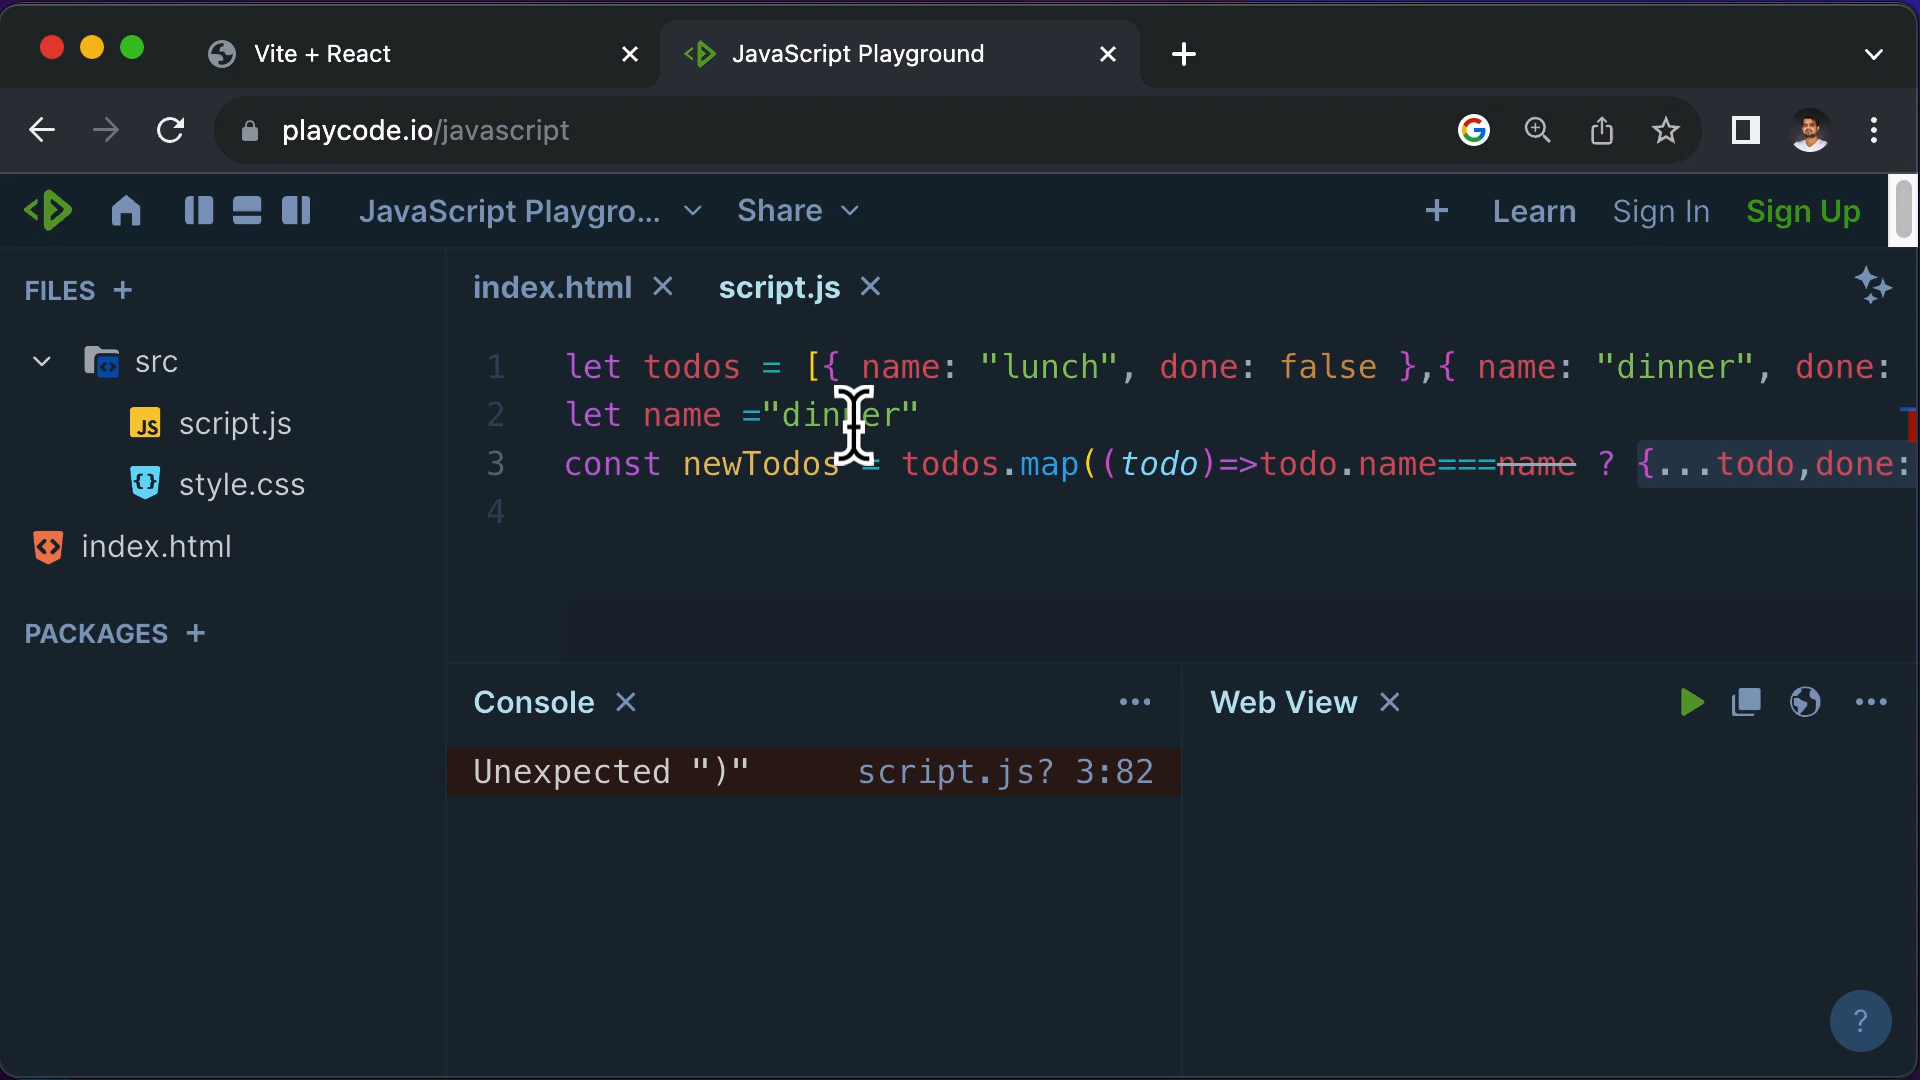 Vite + React
JavaScript Playground
playcode.io/javascript
JavaScript Playgro...
Share
Learn
Sign In
Sign Up
FILES +
src
JS script.js
style.css
index.html
PACKAGES +
index.html
script.js
1 let todos = [{ name: "lunch", done: false },{ name: "dinner", done:
2 let name ="dinner"
3 const newTodos = todos.map((todo)=>todo.name===name ? {...todo,done:
4
Console
Unexpected ")" script.js? 3:82
Web View
?